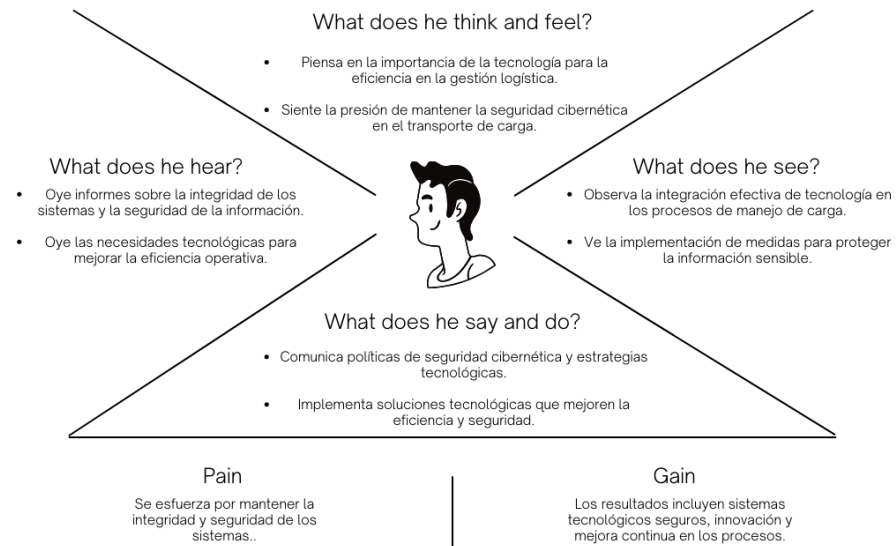 What does he think and feel?
• Piensa en la importancia de la tecnología para la
eficiencia en la gestión logística.
• Siente la presión de mantener la seguridad cibernética
en el transporte de carga.
What does he hear?
• Oye informes sobre la integridad de los
sistemas y la seguridad de la información.
• Oye las necesidades tecnológicas para
mejorar la eficiencia operativa.
What does he see?
• Observa la integración efectiva de tecnología en
los procesos de manejo de carga.
• Ve la implementación de medidas para proteger
la información sensible.
What does he say and do?
• Comunica políticas de seguridad cibernética y estrategias
tecnológicas.
• Implementa soluciones tecnológicas que mejoren la
eficiencia y seguridad.
Pain
Se esfuerza por mantener la
integridad y seguridad de los
sistemas..
Gain
Los resultados incluyen sistemas
tecnológicos seguros, innovación y
mejora continua en los procesos.